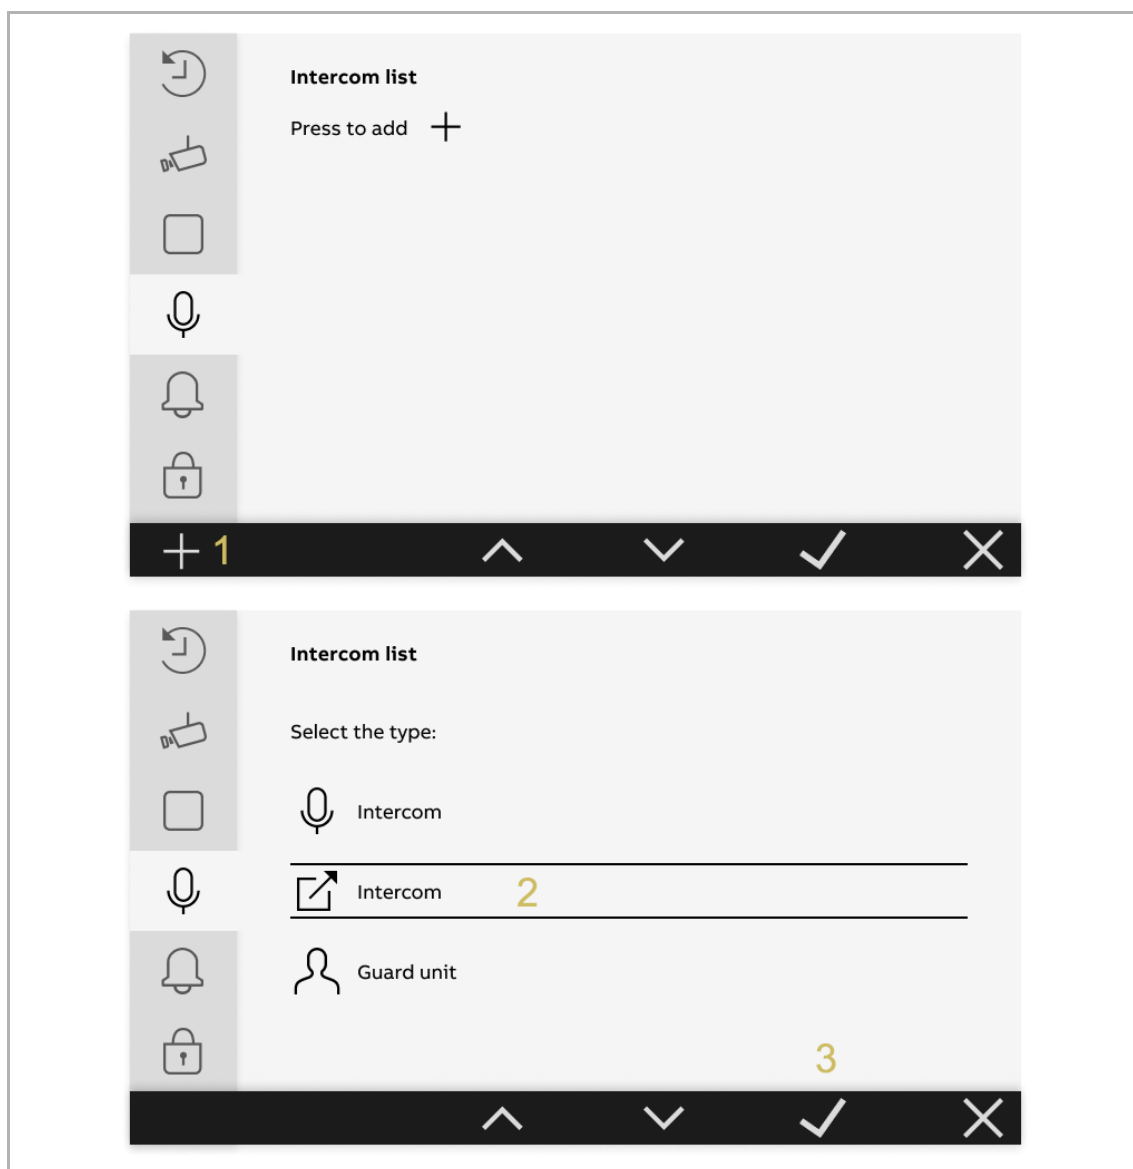 Intercom list
Press to add
1
Intercom list
Select the type:
Intercom
Intercom 2
Guard unit
3